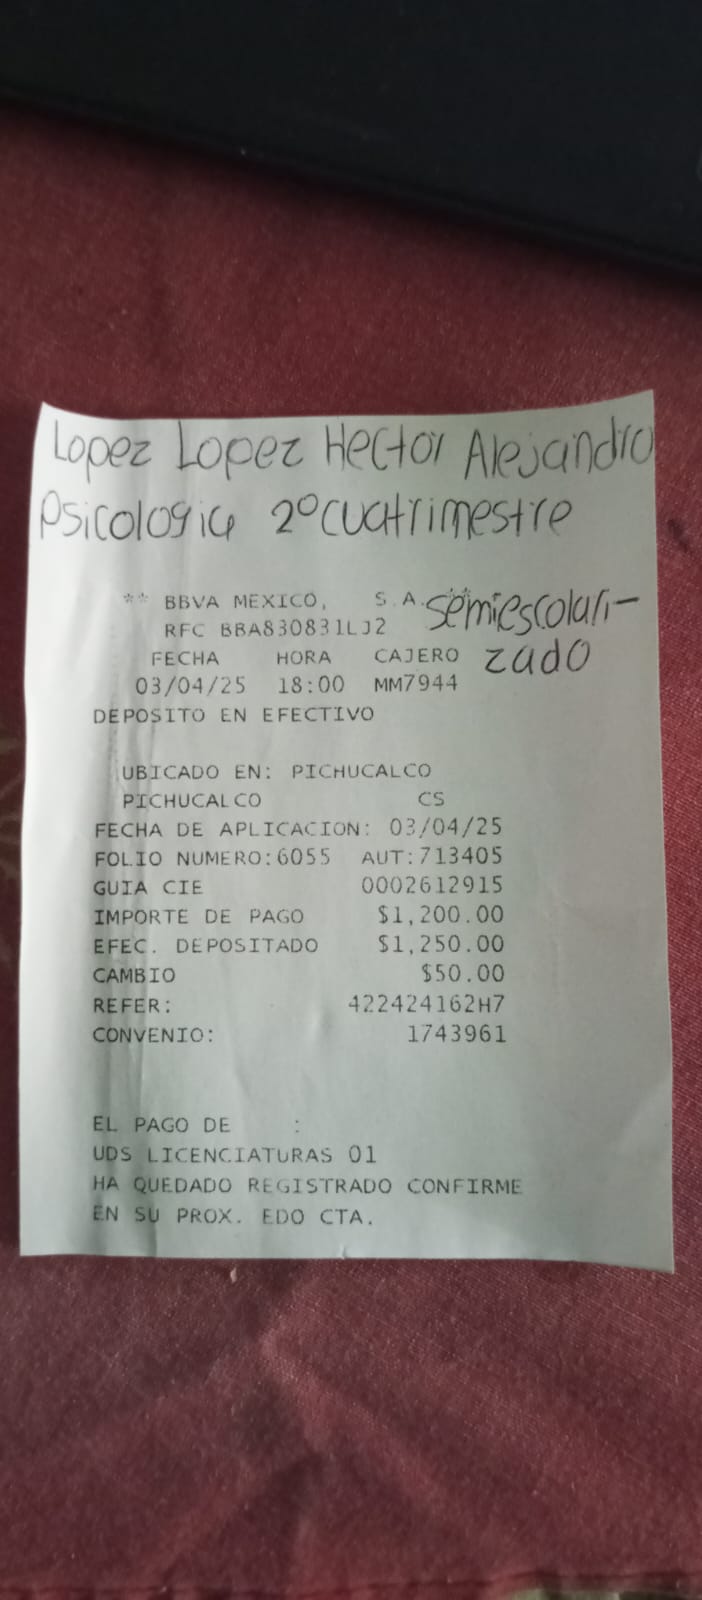 Lopez Lopez Hector Alejandro
Psicologia 2º cuatrimestre
** BBVA MEXICO, S.A. semiescolari-
RFC BBA830831LJ2
zado
FECHA HORA CAJERO
03/04/25 18:00 MM7944
DEPOSITO EN EFECTIVO
UBICADO EN: PICHUCALCO
PICHUCALCO CS
FECHA DE APLICACION: 03/04/25
FOLIO NUMERO:6055 AUT:713405
GUIA CIE 0002612915
IMPORTE DE PAGO $1,200.00
EFEC. DEPOSITADO $1,250.00
CAMBIO $50.00
REFER: 422424162H7
CONVENIO: 1743961
EL PAGO DE :
UDS LICENCIATURAS 01
HA QUEDADO REGISTRADO CONFIRME
EN SU PROX. EDO CTA.